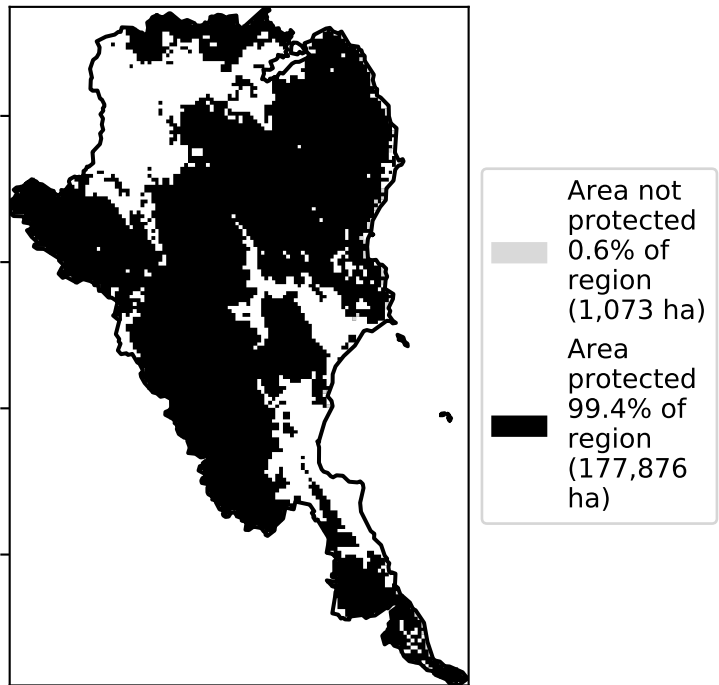 Area not
protected
0.6% of
region
(1,073 ha)
Area
protected
99.4% of
region
(177,876
ha)